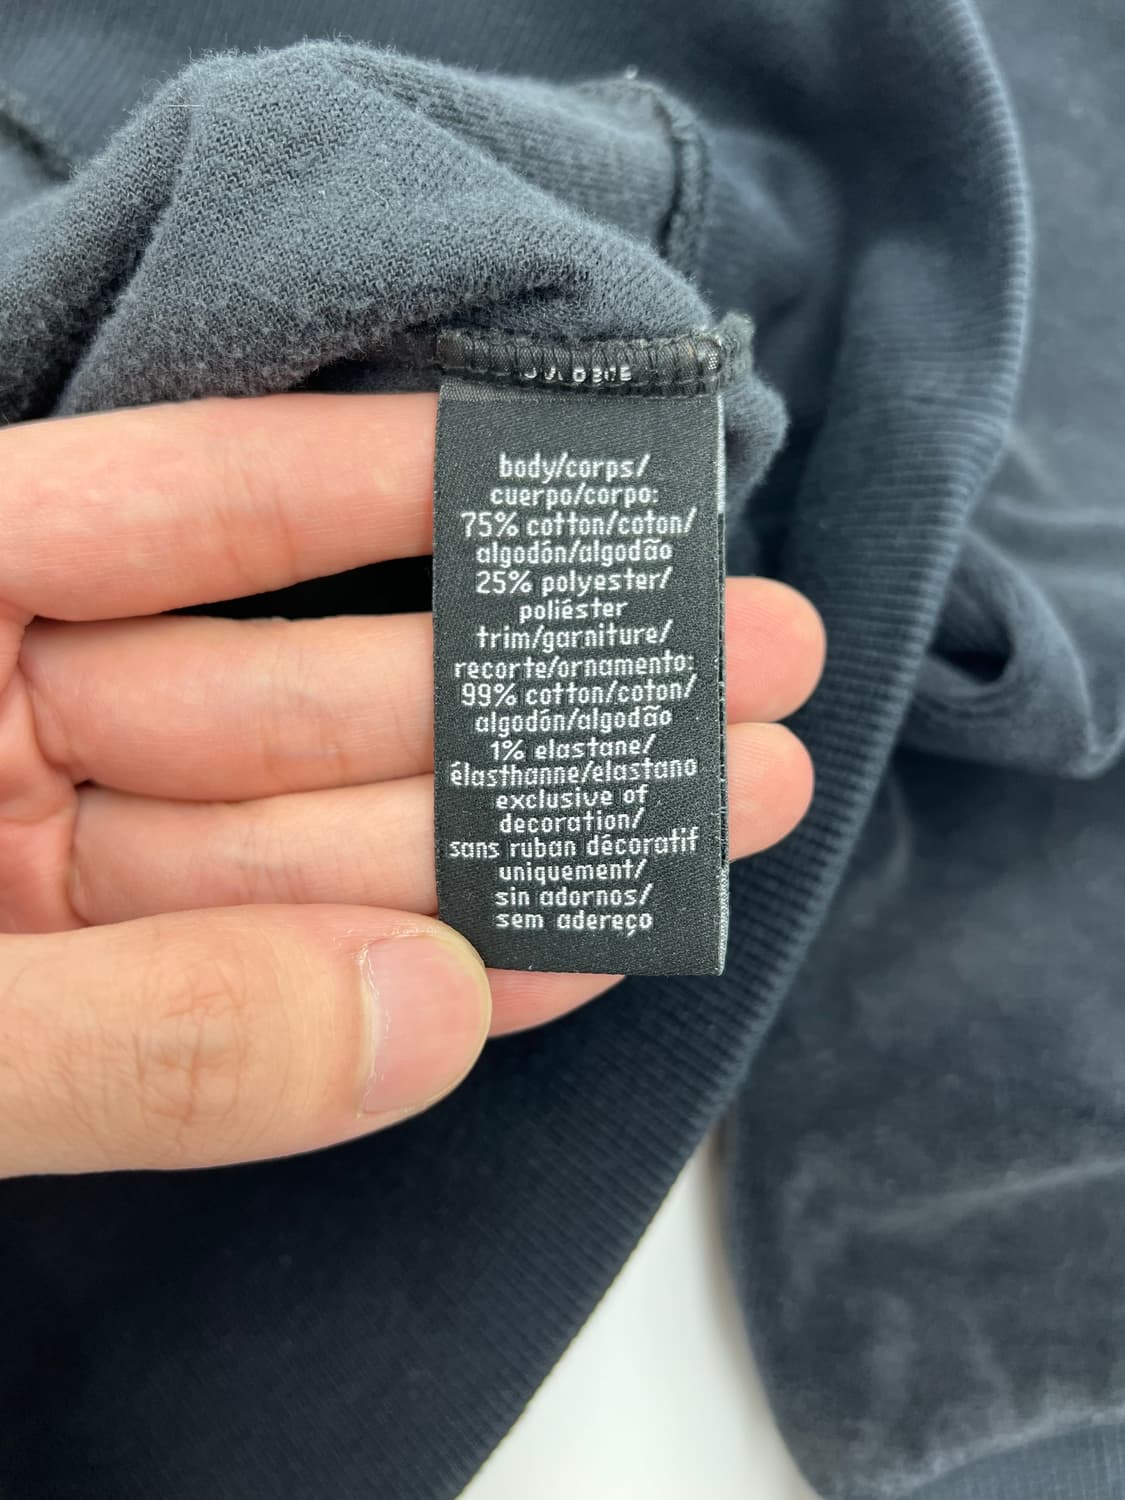 body/corps/
cuerpo/corpo:
75% cotton/coton/
algodón/algodão
25% polyester/
poliéster
trim/garniture/
recorte/ornamento:
99% cotton/coton/
algodón/algodão
1% elastane/
élasthanne/elastano
exclusive of
decoration/
sans ruban décoratif
uniquement/
sin adornos/
sem adereço